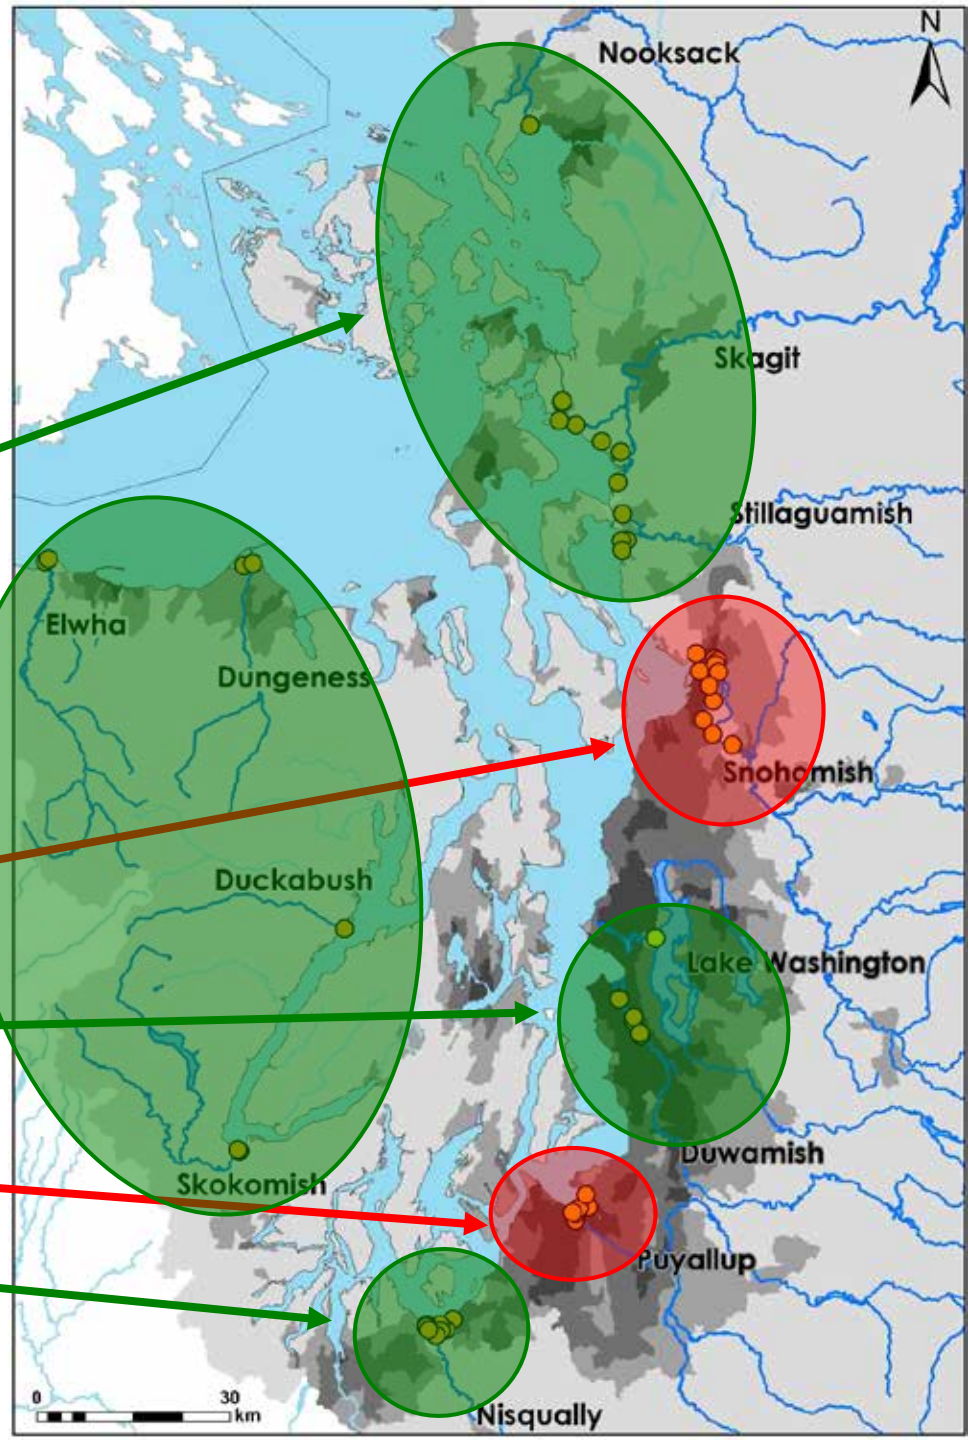 N
Nooksack
Skagit
Stillaguamish
Elwha
Dungeness
Snohomish
Duckabush
Lake Washington
Duwamish
Skokomish
Puyallup
0 30
km
Nisqually